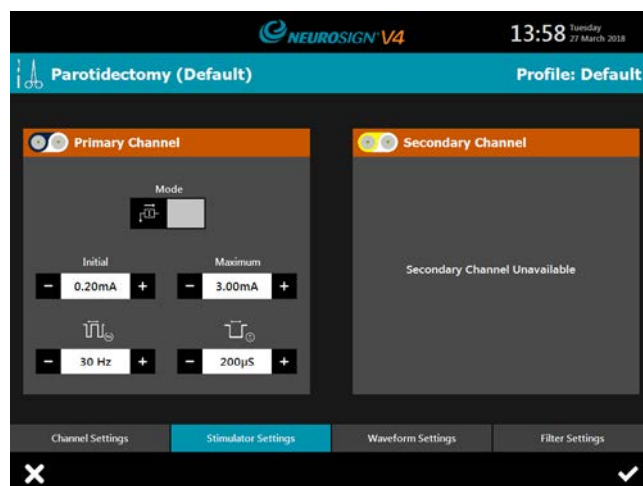 NEUROSIGN V4
13:58 Tuesday
27 March 2018
Parotidectomy (Default)
Profile: Default
Primary Channel
Mode
Initial
Maximum
- 0.20mA +
- 3.00mA +
- 30 Hz +
- 200µS +
Secondary Channel
Secondary Channel Unavailable
Channel Settings
Stimulator Settings
Waveform Settings
Filter Settings